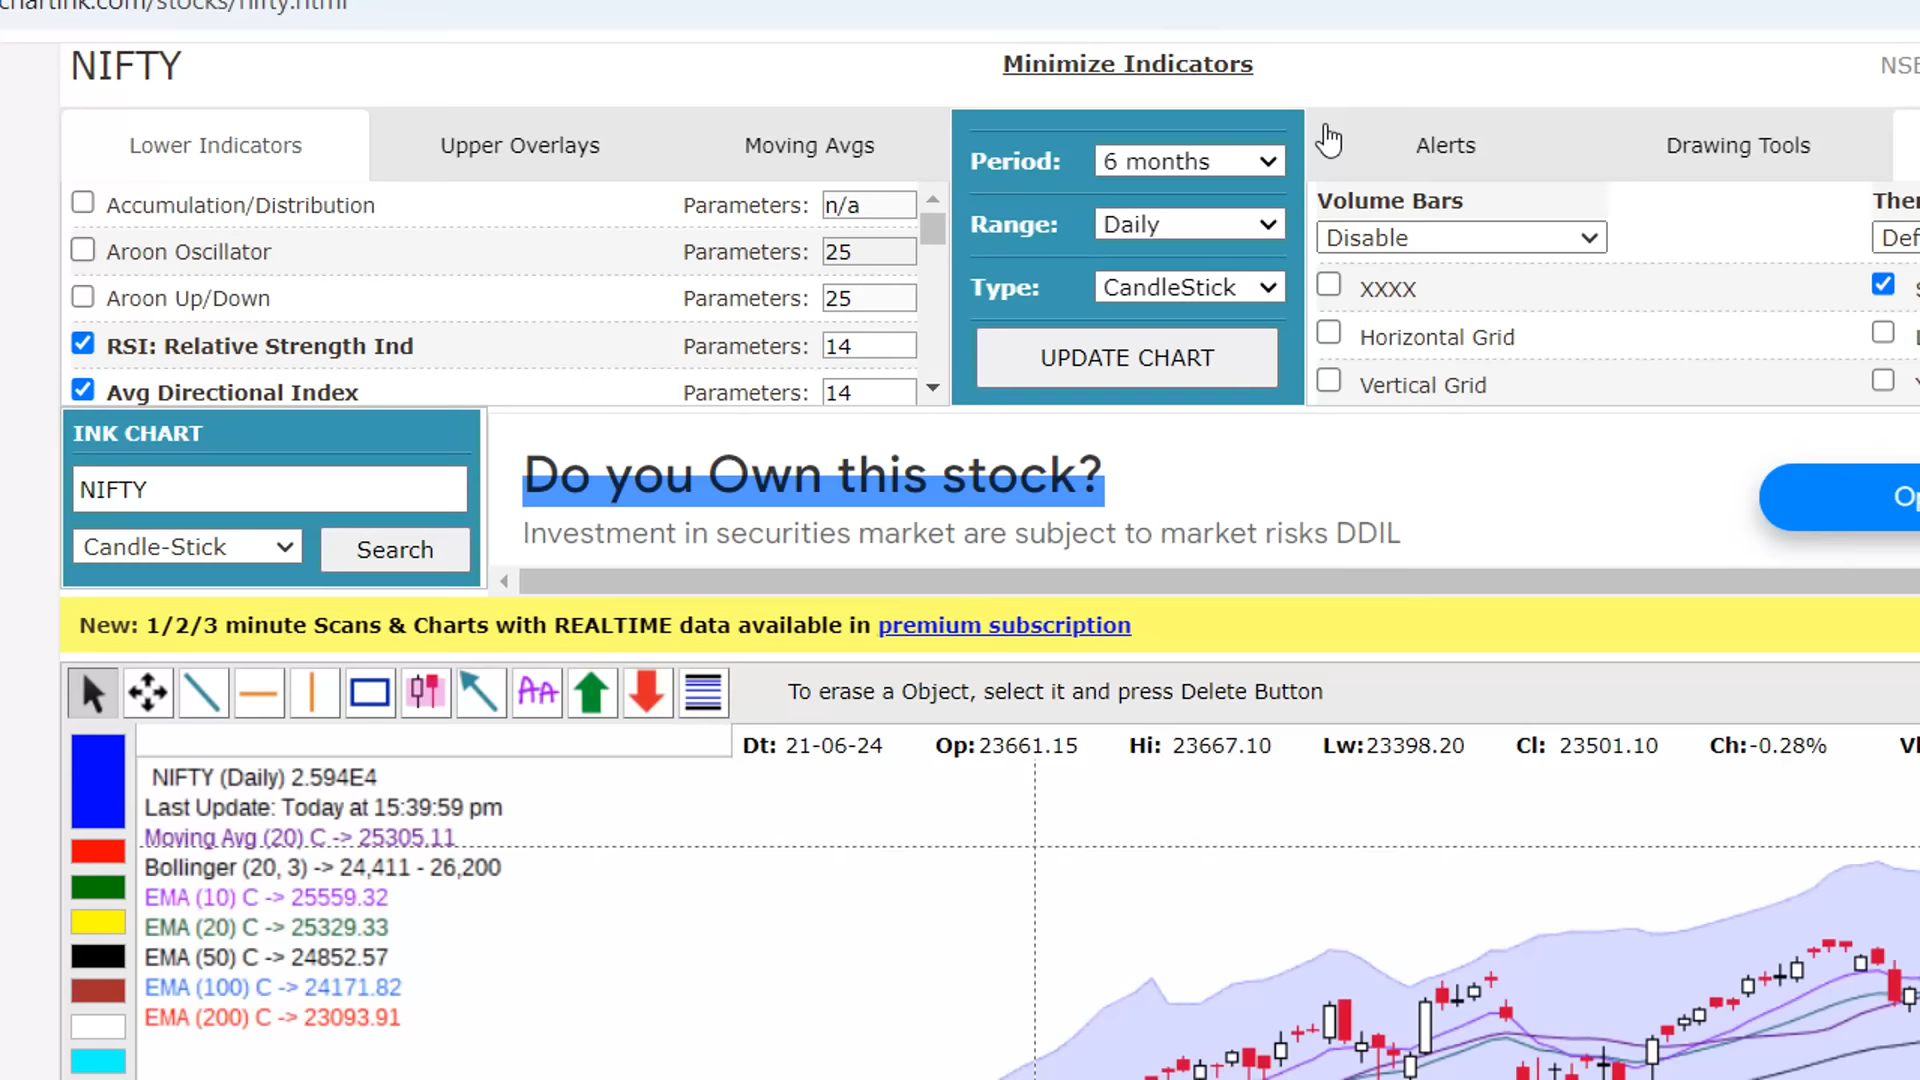 chartink.com/stocks/nifty.html
NIFTY
Minimize Indicators
NSE
Lower Indicators
Upper Overlays
Moving Avgs
Period:
6 months
Alerts
Drawing Tools
Accumulation/Distribution
Parameters:
n/a
Aroon Oscillator
Parameters:
25
Aroon Up/Down
Parameters:
25
RSI: Relative Strength Ind
Parameters:
14
Avg Directional Index
Parameters:
14
Range:
Daily
Type:
CandleStick
UPDATE CHART
Volume Bars
Disable
XXXX
Horizontal Grid
Vertical Grid
INK CHART
NIFTY
Candle-Stick
Search
Do you Own this stock?
Investment in securities market are subject to market risks DDIL
New: 1/2/3 minute Scans & Charts with REALTIME data available in premium subscription
AA
To erase a Object, select it and press Delete Button
Dt: 21-06-24 Op:23661.15 Hi: 23667.10 Lw:23398.20 Cl: 23501.10 Ch:-0.28%
NIFTY (Daily) 2.594E4
Last Update: Today at 15:39:59 pm
Moving Avg (20) C -> 25305.11
Bollinger (20, 3) -> 24,411 - 26,200
EMA (10) C -> 25559.32
EMA (20) C -> 25329.33
EMA (50) C -> 24852.57
EMA (100) C -> 24171.82
EMA (200) C -> 23093.91